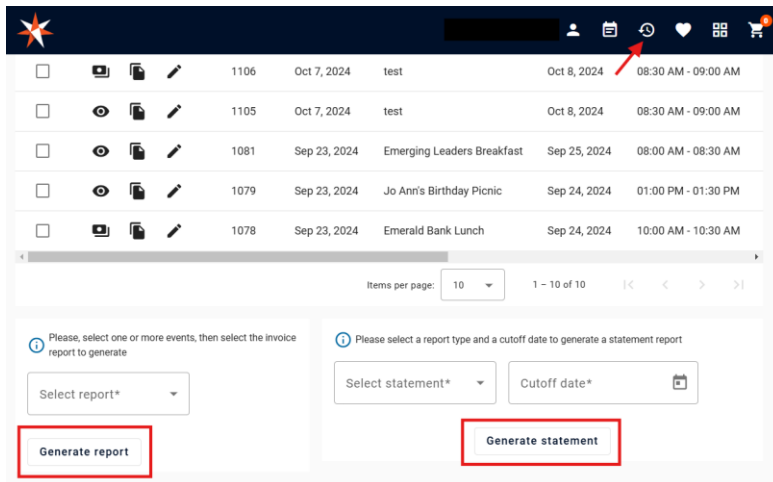 0
1106 Oct 7, 2024 test Oct 8, 2024 08:30 AM - 09:00 AM
1105 Oct 7, 2024 test Oct 8, 2024 08:30 AM - 09:00 AM
1081 Sep 23, 2024 Emerging Leaders Breakfast Sep 25, 2024 08:00 AM - 08:30 AM
1079 Sep 23, 2024 Jo Ann's Birthday Picnic Sep 24, 2024 01:00 PM - 01:30 PM
1078 Sep 23, 2024 Emerald Bank Lunch Sep 24, 2024 10:00 AM - 10:30 AM
Items per page: 10 1 – 10 of 10
Please, select one or more events, then select the invoice
report to generate
Select report*
Generate report
Please select a report type and a cutoff date to generate a statement report
Select statement* Cutoff date*
Generate statement